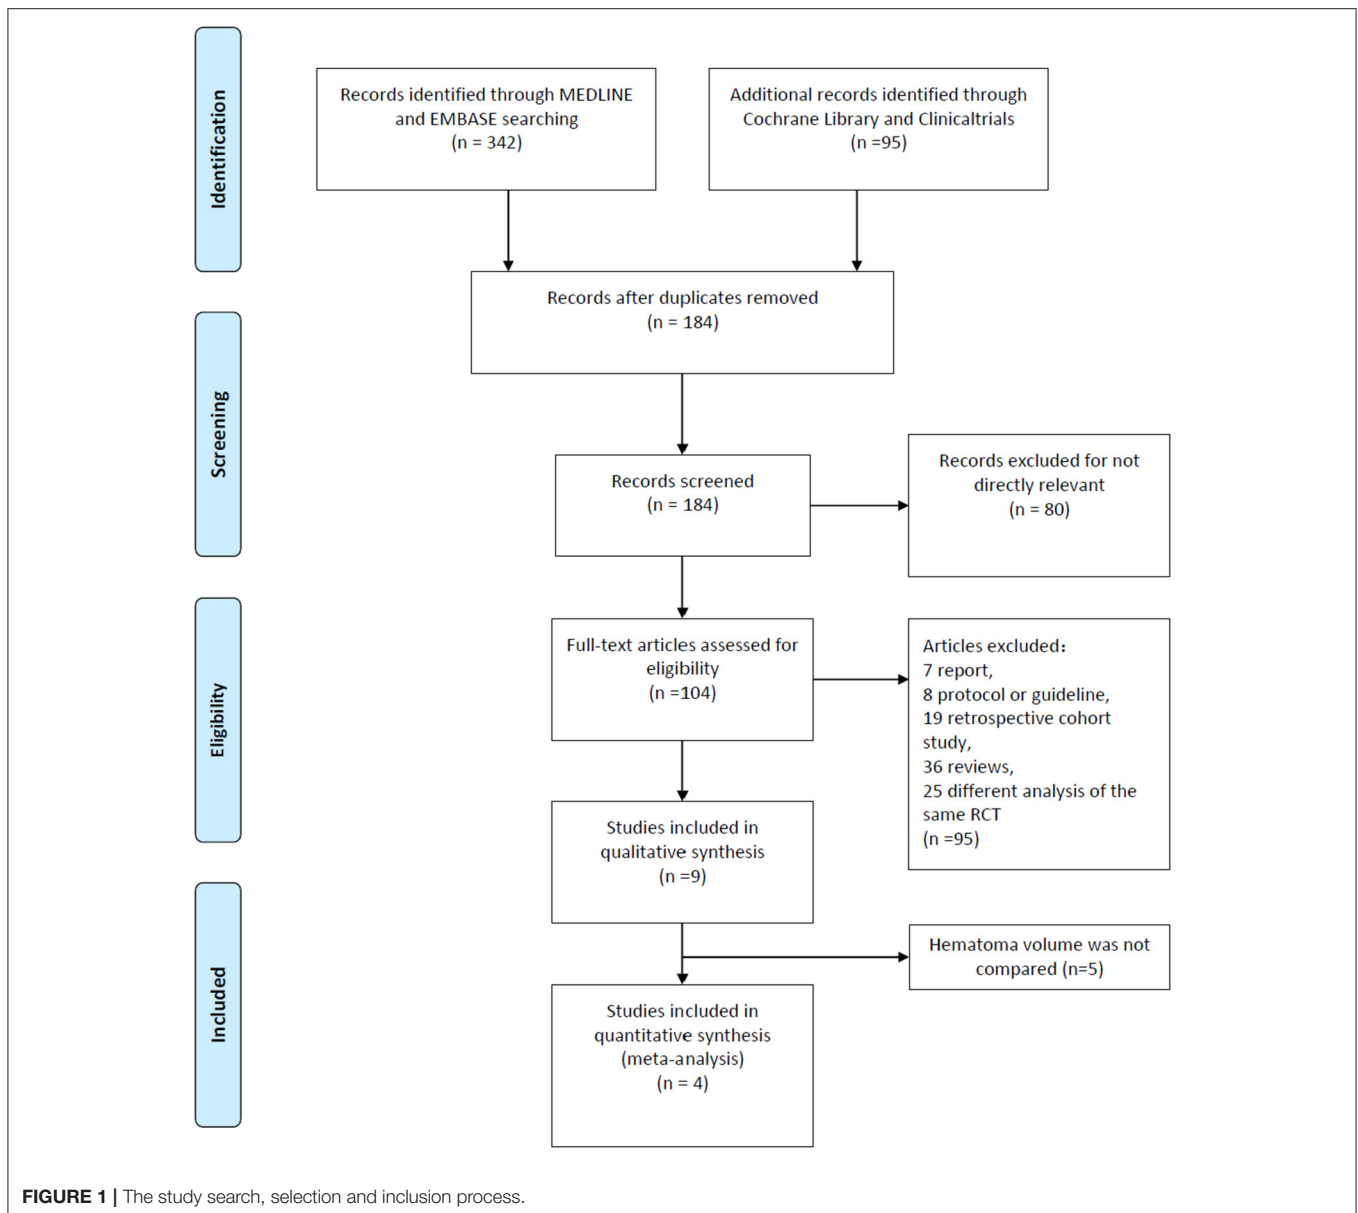 Identification
Records identified through MEDLINE
and EMBASE searching
(n = 342)
Additional records identified through
Cochrane Library and Clinicaltrials
(n =95)
Records after duplicates removed
(n = 184)
Screening
Records screened
(n = 184)
Records excluded for not
directly relevant
(n = 80)
Eligibility
Full-text articles assessed for
eligibility
(n =104)
Articles excluded：
7 report,
8 protocol or guideline,
19 retrospective cohort
study,
36 reviews,
25 different analysis of the
same RCT
(n =95)
Studies included in
qualitative synthesis
(n =9)
Included
Hematoma volume was not
compared (n=5)
Studies included in
quantitative synthesis
(meta-analysis)
(n = 4)
FIGURE 1 | The study search, selection and inclusion process.